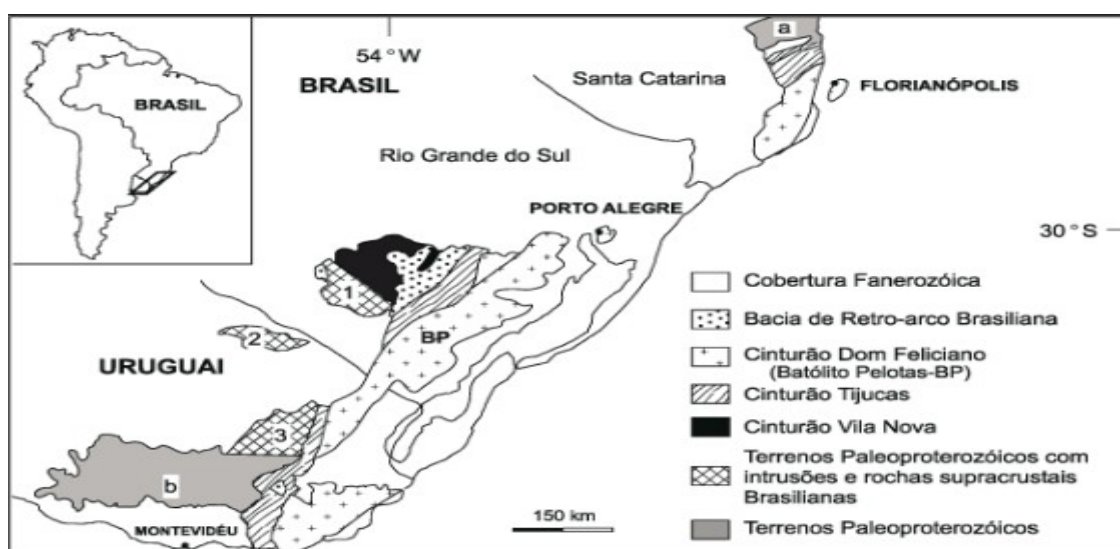 BRASIL
54° W
BRASIL
Santa Catarina
a
FLORIANÓPOLIS
Rio Grande do Sul
PORTO ALEGRE
30° S
1
2
BP
URUGUAI
3
b
MONTEVIDÉU
150 km
Cobertura Fanerozóica
Bacia de Retro-arco Brasiliana
Cinturão Dom Feliciano
(Batólito Pelotas-BP)
Cinturão Tijucas
Cinturão Vila Nova
Terrenos Paleoproterozóicos com
intrusões e rochas supracrustais
Brasilianas
Terrenos Paleoproterozóicos